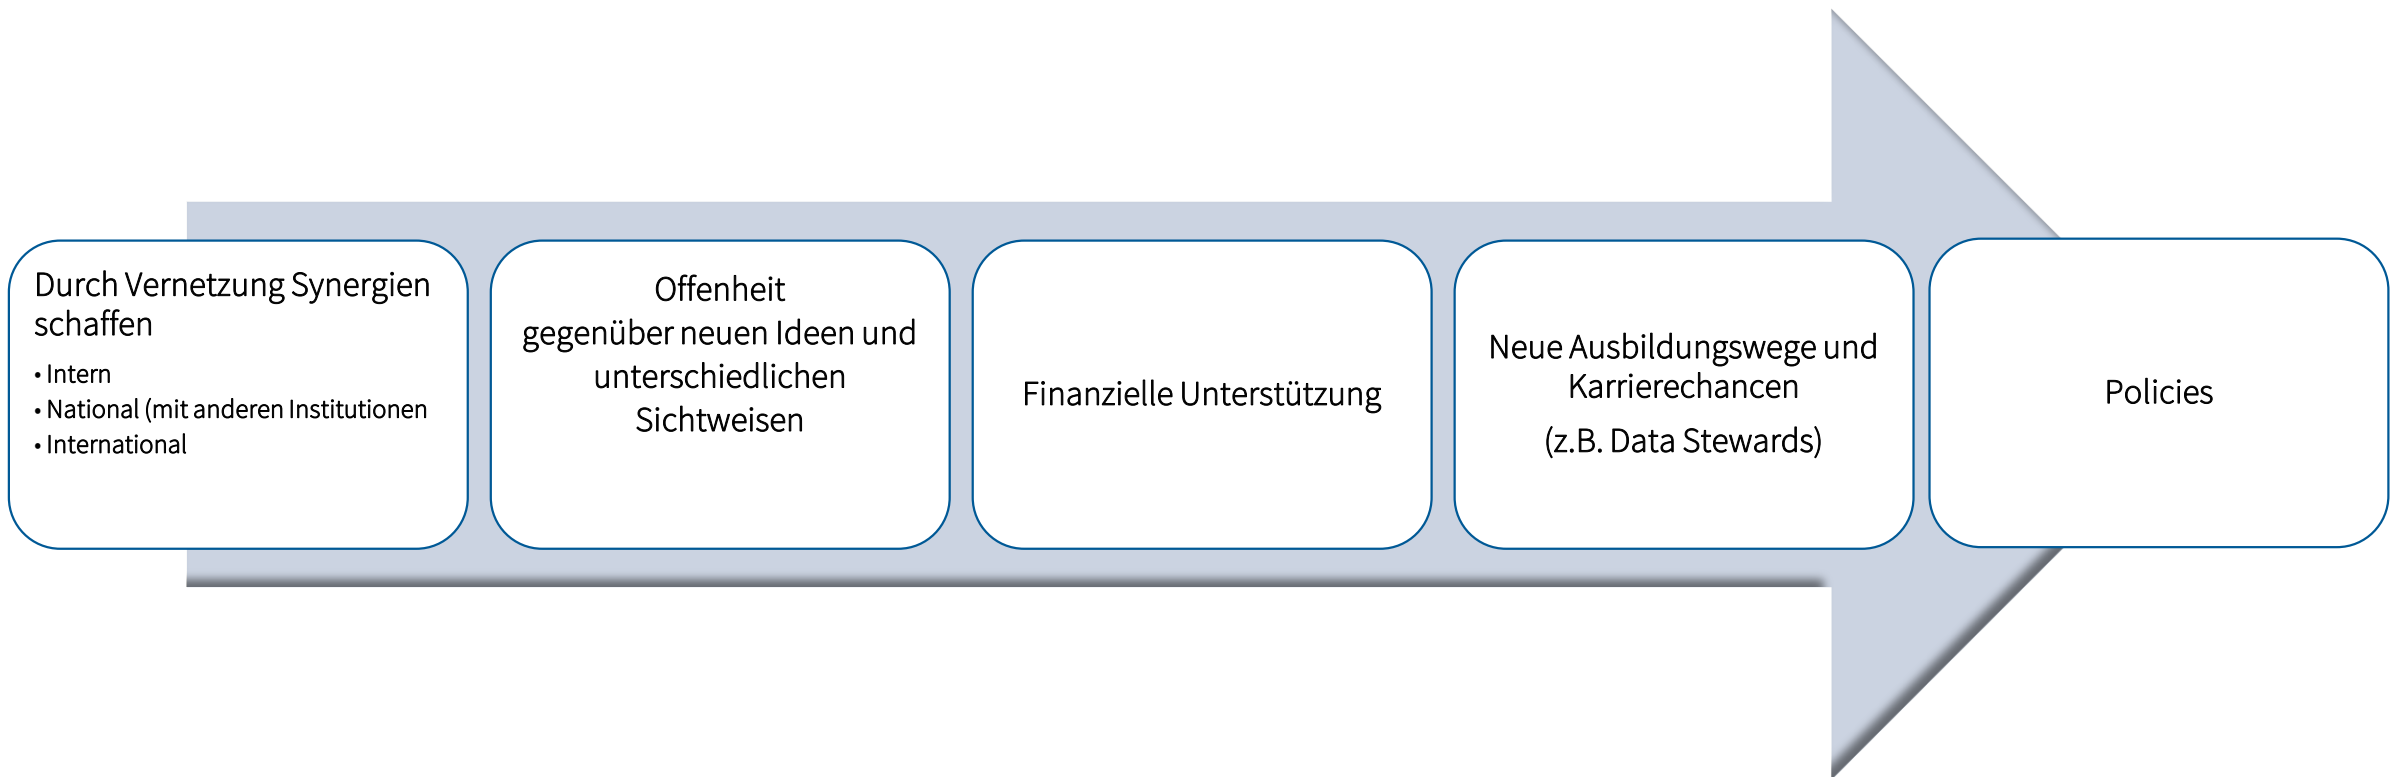 Durch Vernetzung Synergien
schaffen
• Intern
• National (mit anderen Institutionen
• International
Offenheit
gegenüber neuen Ideen und
unterschiedlichen
Sichtweisen
Finanzielle Unterstützung
Neue Ausbildungswege und
Karrierechancen
(z.B. Data Stewards)
Policies